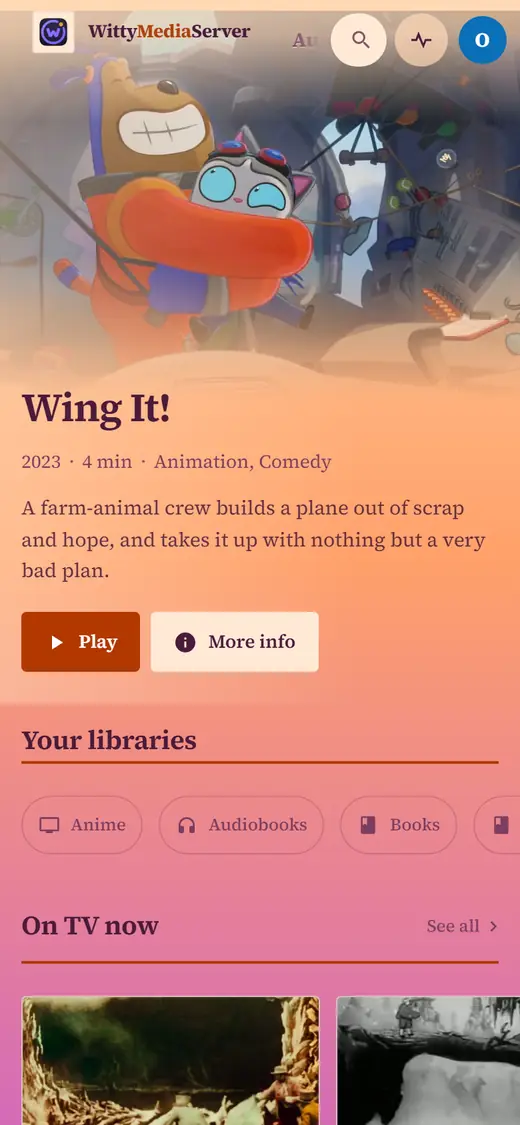 WittyMediaServer
Au
O
Wing It!
2023 · 4 min · Animation, Comedy
A farm-animal crew builds a plane out of scrap
and hope, and takes it up with nothing but a very
bad plan.
Play
More info
Your libraries
Anime
Audiobooks
Books
On TV now
See all